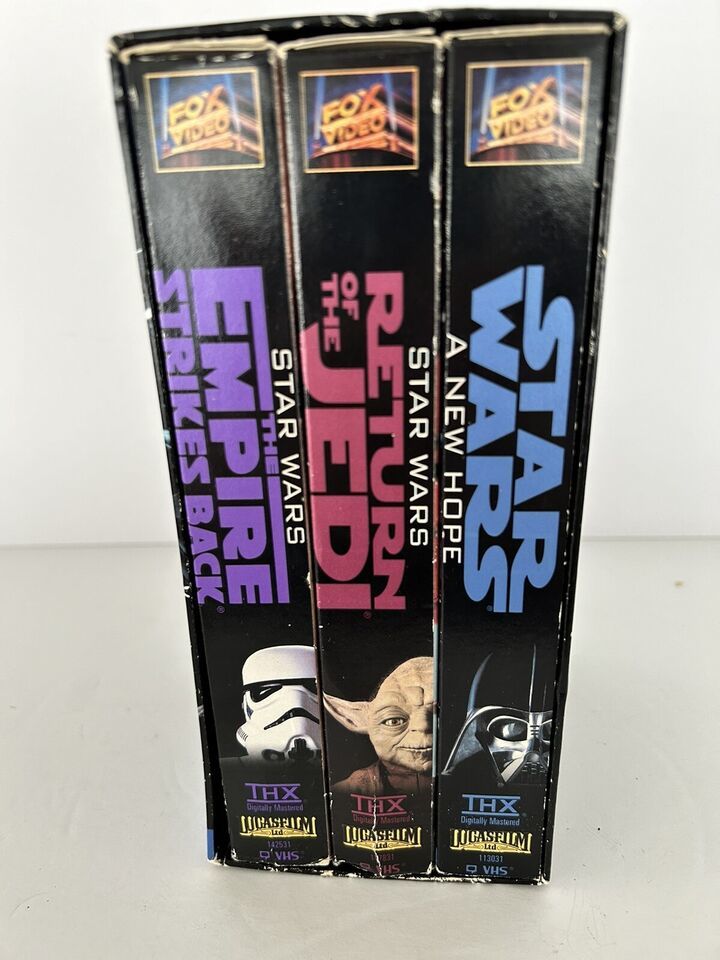 FOX
VIDEO
THE
EMPIRE
STRIKES BACK
®
STAR WARS
THX
Digitally Mastered
LUCASFILM
Ltd
142531
VHS
FOX
VIDEO
RETURN
OF THE
JEDI
®
STAR WARS
THX
Mastered
LUCASFILM
Ltd
VHS
FOX
VIDEO
STAR
WARS
®
A NEW HOPE
THX
Digitally Mastered
LUCASFILM
Ltd
113031
VHS